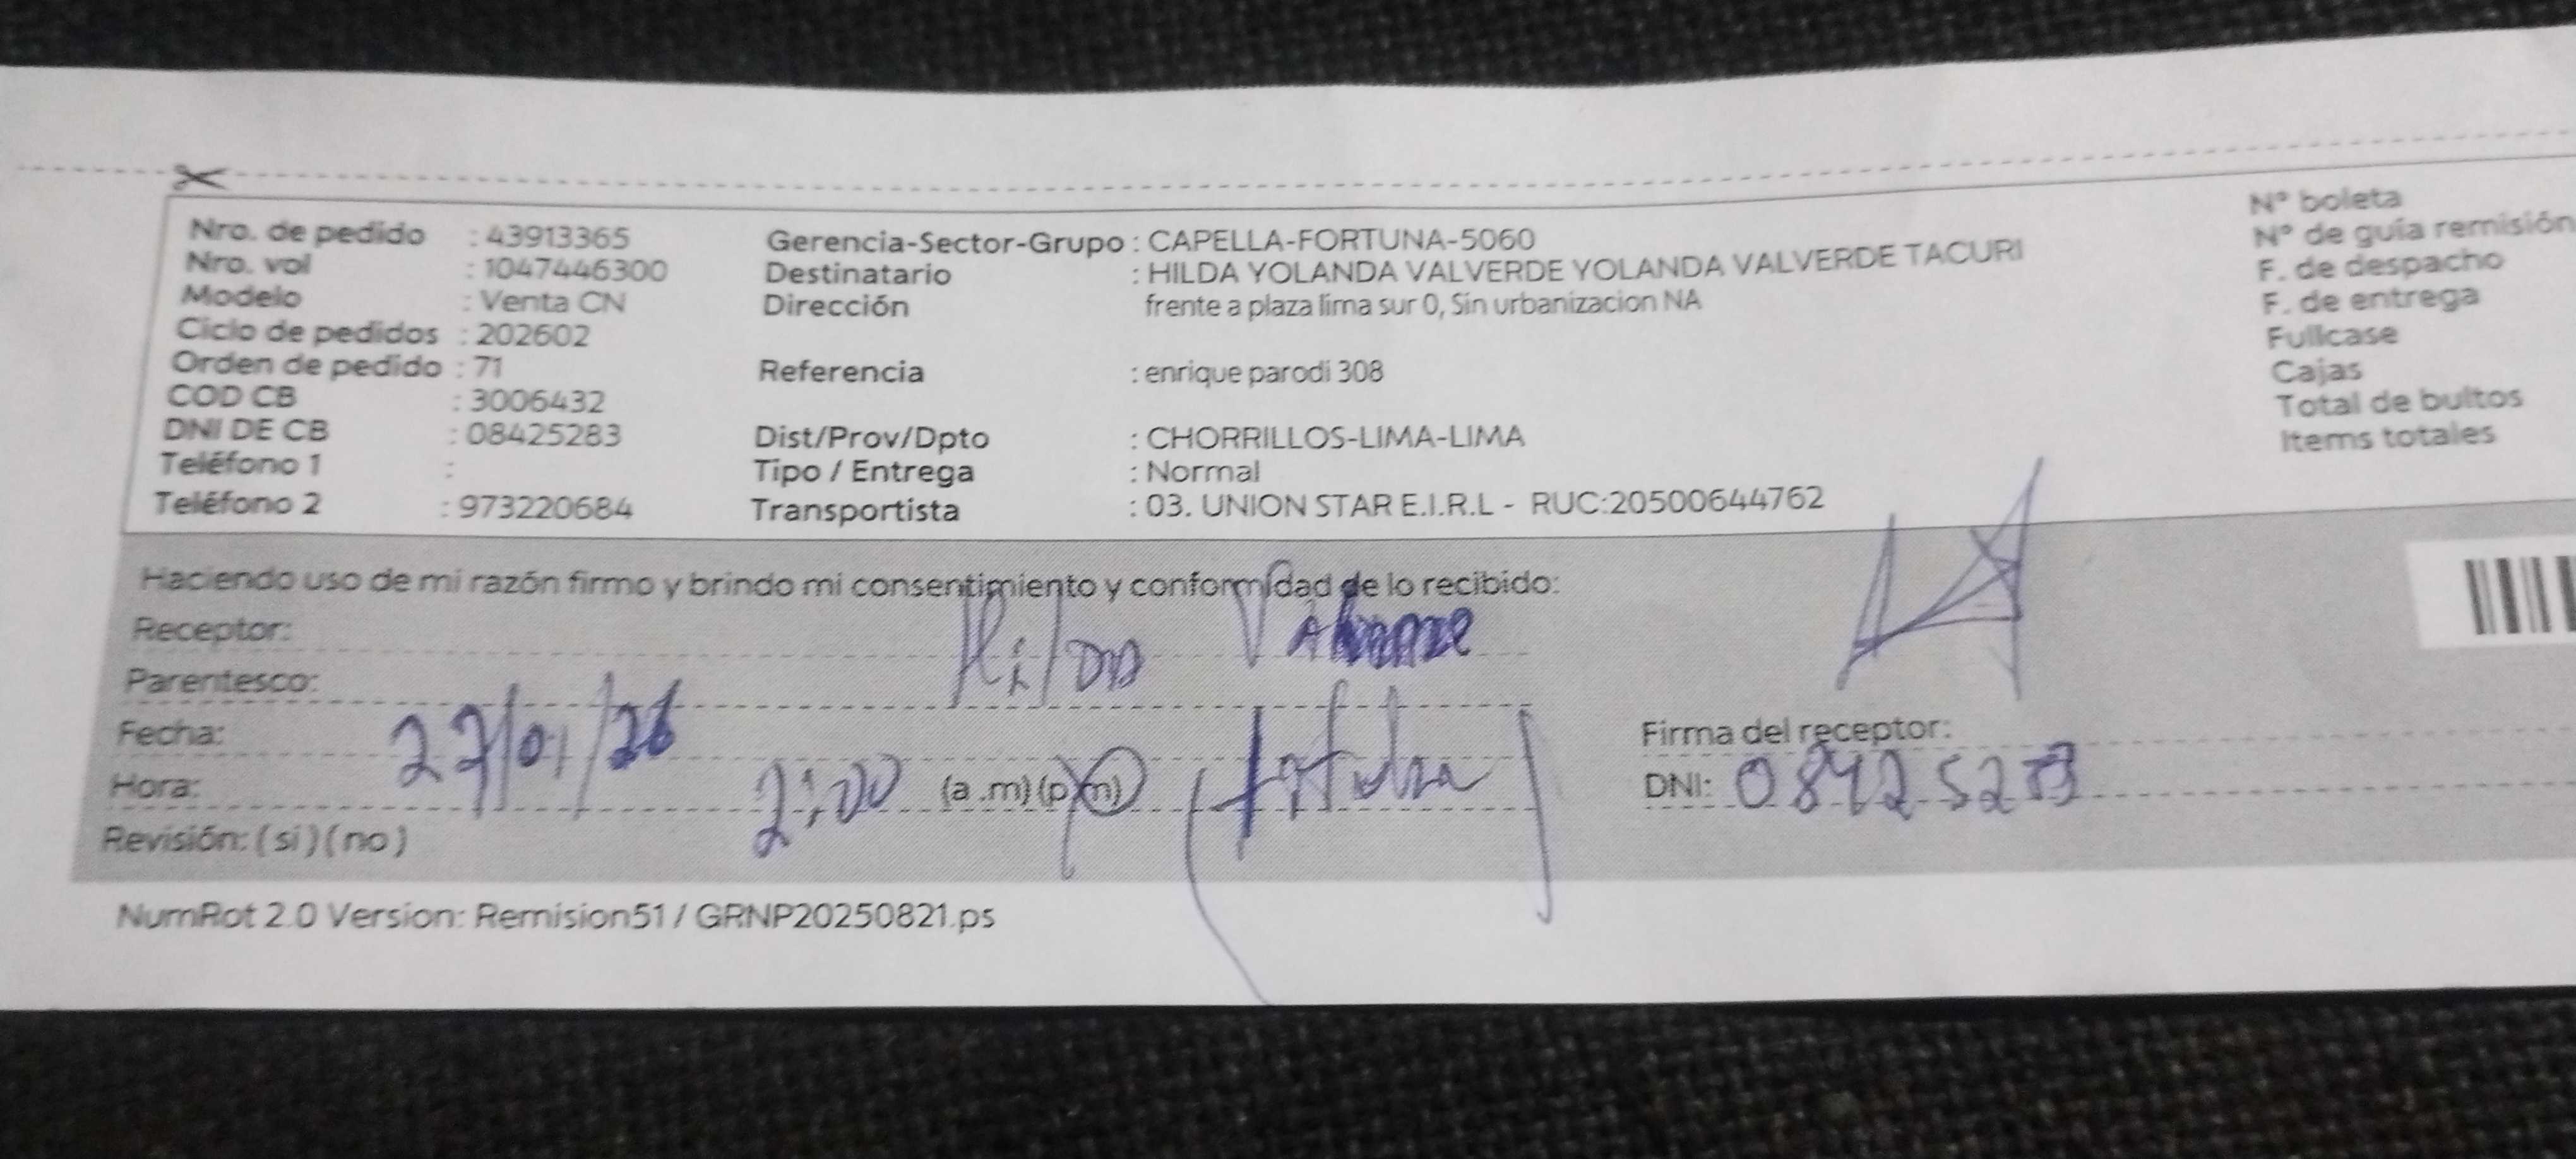 Nro. de pedido : 43913365
Nro. vol : 1047446300
Modelo : Venta CN
Ciclo de pedidos : 202602
Orden de pedido : 71
COD CB : 3006432
DNI DE CB : 08425283
Teléfono 1 :
Teléfono 2 : 973220684
Gerencia-Sector-Grupo : CAPELLA-FORTUNA-5060
Destinatario : HILDA YOLANDA VALVERDE YOLANDA VALVERDE TACURI
Dirección frente a plaza lima sur 0, Sin urbanizacion NA
Referencia : enrique parodi 308
Dist/Prov/Dpto : CHORRILLOS-LIMA-LIMA
Tipo / Entrega : Normal
Transportista : 03. UNION STAR E.I.R.L - RUC:20500644762
N° boleta
N° de guía remisión
F. de despacho
F. de entrega
Fullcase
Cajas
Total de bultos
Items totales
Haciendo uso de mi razón firmo y brindo mi consentimiento y conformidad de lo recibido:
Receptor: Hilda
Parentesco:
Fecha: 27/01/26
Hora: 2:00 (a .m) (p.m)
Revisión: ( si ) ( no )
Firma del receptor:
DNI: 08425283
NumRot 2.0 Version: Remision51 / GRNP20250821.ps